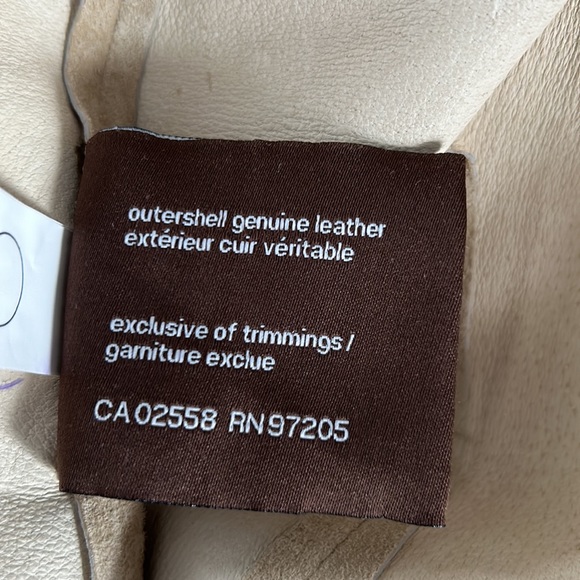 outershell genuine leather
extérieur cuir véritable
exclusive of trimmings/
garniture exclue
CA 02558 RN 97205